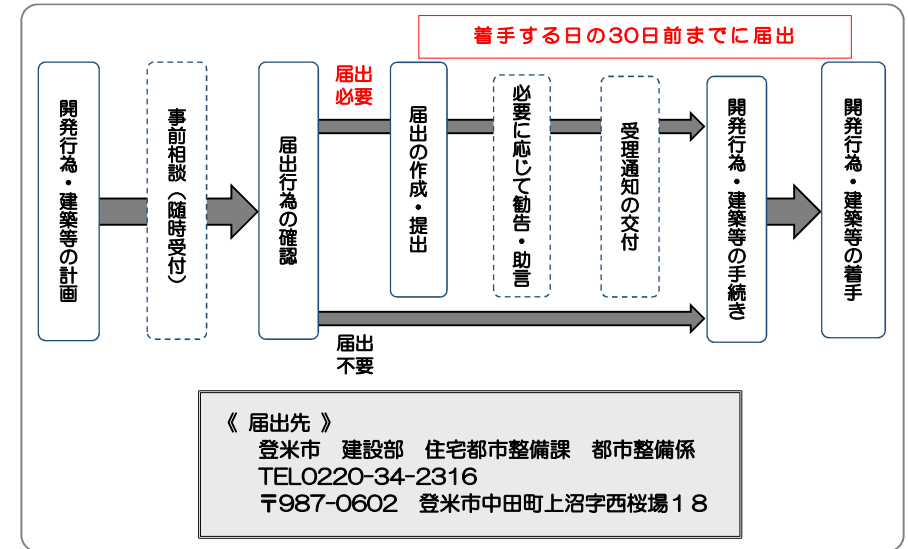 着手する日の30日前までに届出
開発行為・建築等の計画
事前相談（随時受付）
届出行為の確認
届出
必要
届出の作成・提出
必要に応じて勧告・助言
受理通知の交付
開発行為・建築等の手続き
開発行為・建築等の着手
届出
不要
《 届出先 》
登米市　建設部　住宅都市整備課　都市整備係
TEL0220-34-2316
〒987-0602　登米市中田町上沼字西桜場１８